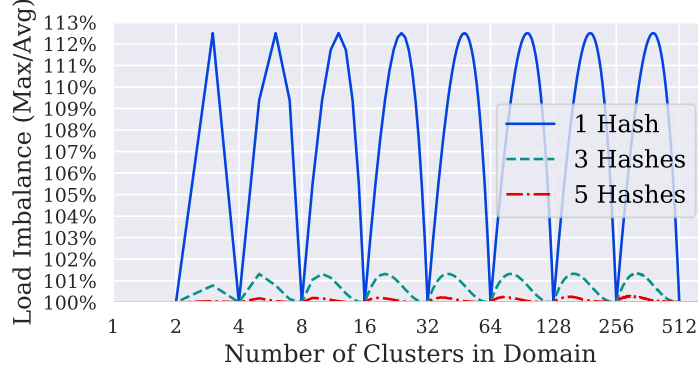 Load Imbalance (Max/Avg)
113%
112%
111%
110%
109%
108%
107%
106%
105%
104%
103%
102%
101%
100%
1 Hash
3 Hashes
5 Hashes
1 2 4 8 16 32 64 128 256 512
Number of Clusters in Domain